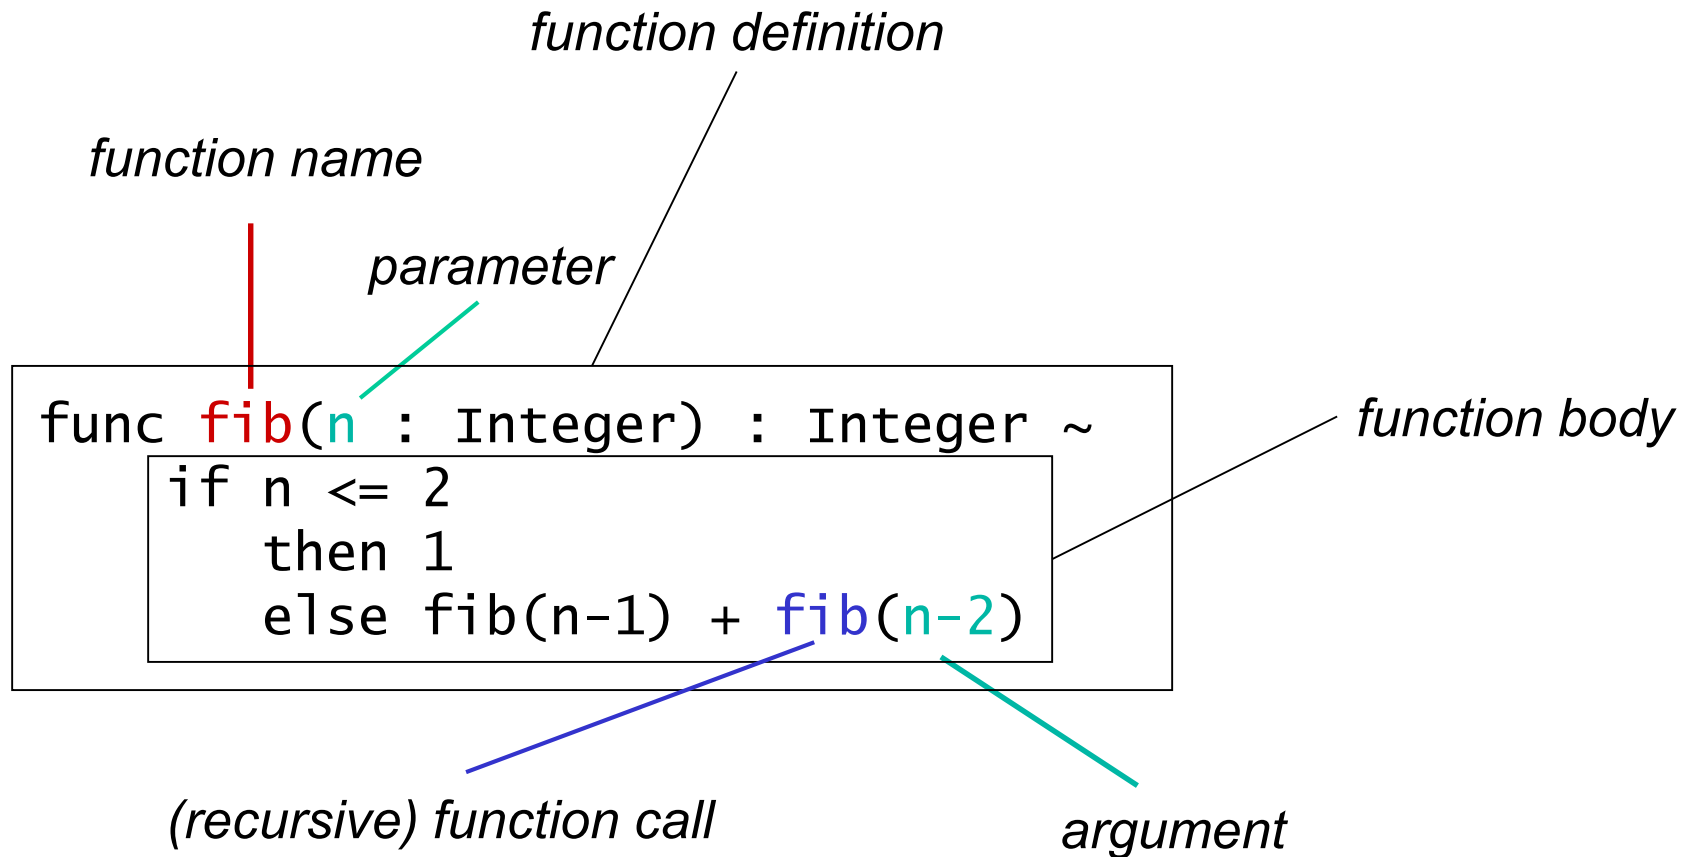 function definition
function name
parameter
func fib(n : Integer) : Integer ~
function body
if n <= 2
then 1
else fib(n-1) + fib(n-2)
(recursive) function call
argument